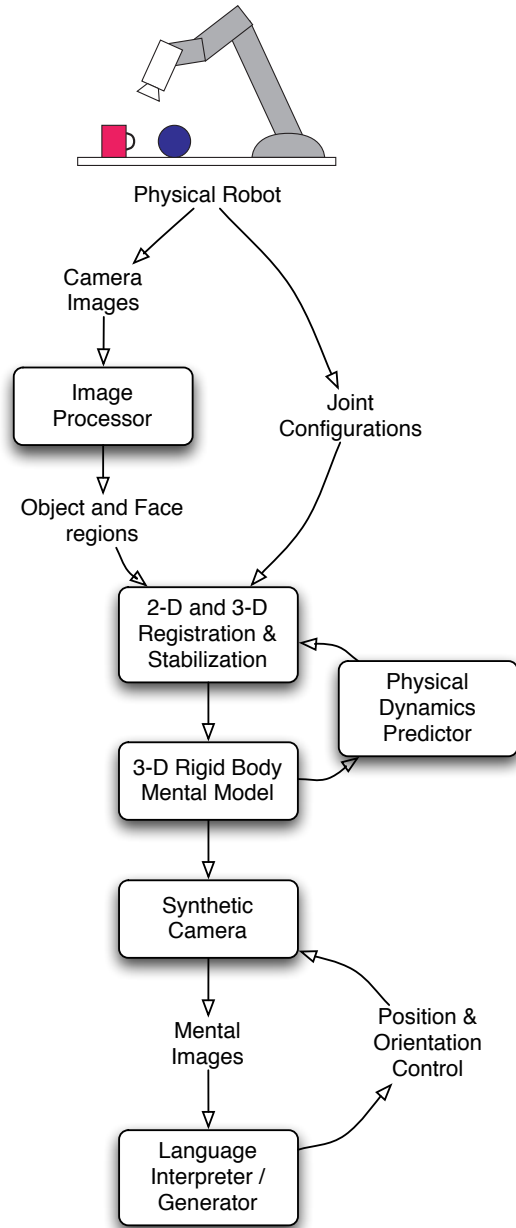 Physical Robot
Camera
Images
Image
Processor
Joint
Configurations
Object and Face
regions
2-D and 3-D
Registration &
Stabilization
Physical
Dynamics
Predictor
3-D Rigid Body
Mental Model
Synthetic
Camera
Mental
Images
Position &
Orientation
Control
Language
Interpreter /
Generator